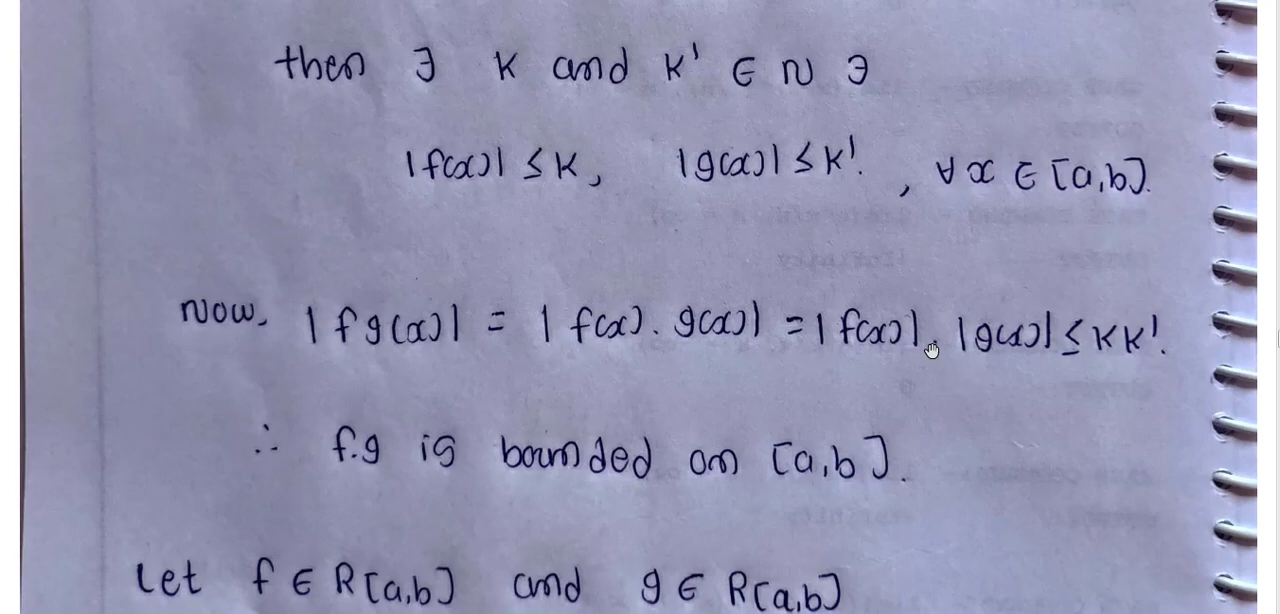 then ∃ K and K' ∈ N ∋
|f(x)| ≤ K, |g(x)| ≤ K'. , ∀ x ∈ [a,b].
Now, |fg(x)| = |f(x).g(x)| = |f(x)|.|g(x)| ≤ KK'.
∴ f.g is bounded on [a,b].
Let f ∈ R[a,b] and g ∈ R[a,b]